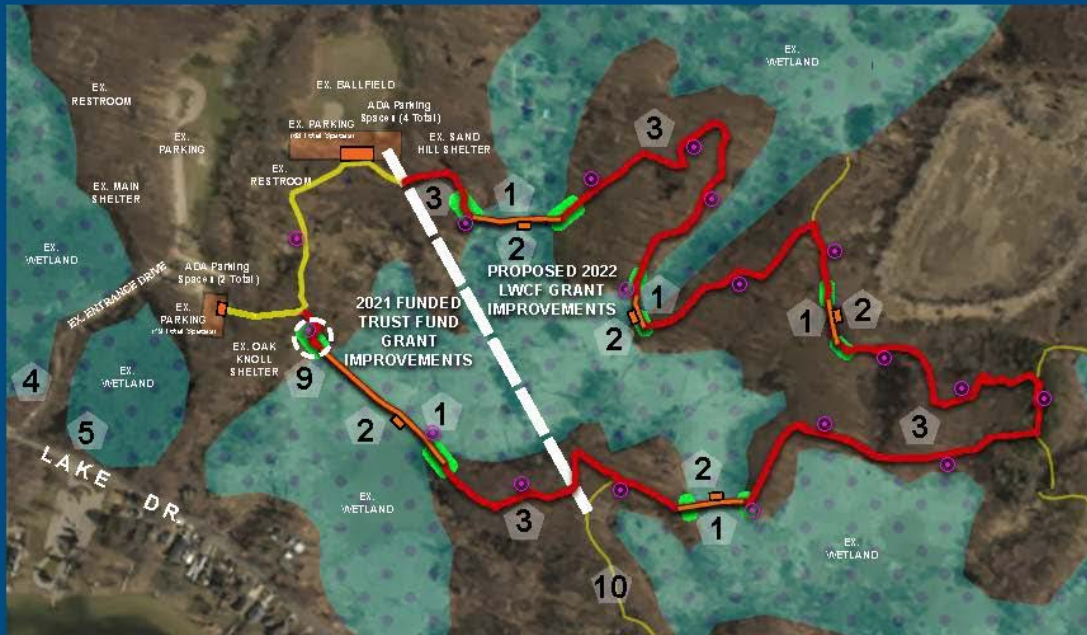 EX.
RESTROOM
EX.
PARKING
EX. MAIN
SHELTER
EX. BALLFIELD
ADA Parking
Spaces (4 Total)
EX. PARKING
EX. SAND
HILL SHELTER
EX.
RESTROOM
EX.
WETLAND
3
3
1
2
EX.
WETLAND
EX. ENTRANCE DRIVE
ADA Parking
Spaces (2 Total)
EX.
PARKING
EX. OAK
KNOLL
SHELTER
2021 FUNDED
TRUST FUND
GRANT
IMPROVEMENTS
PROPOSED 2022
LWCF GRANT
IMPROVEMENTS
1
2
1
2
4
EX.
WETLAND
5
9
2
1
3
3
2
1
LAKE DR.
EX.
WETLAND
EX.
WETLAND
10